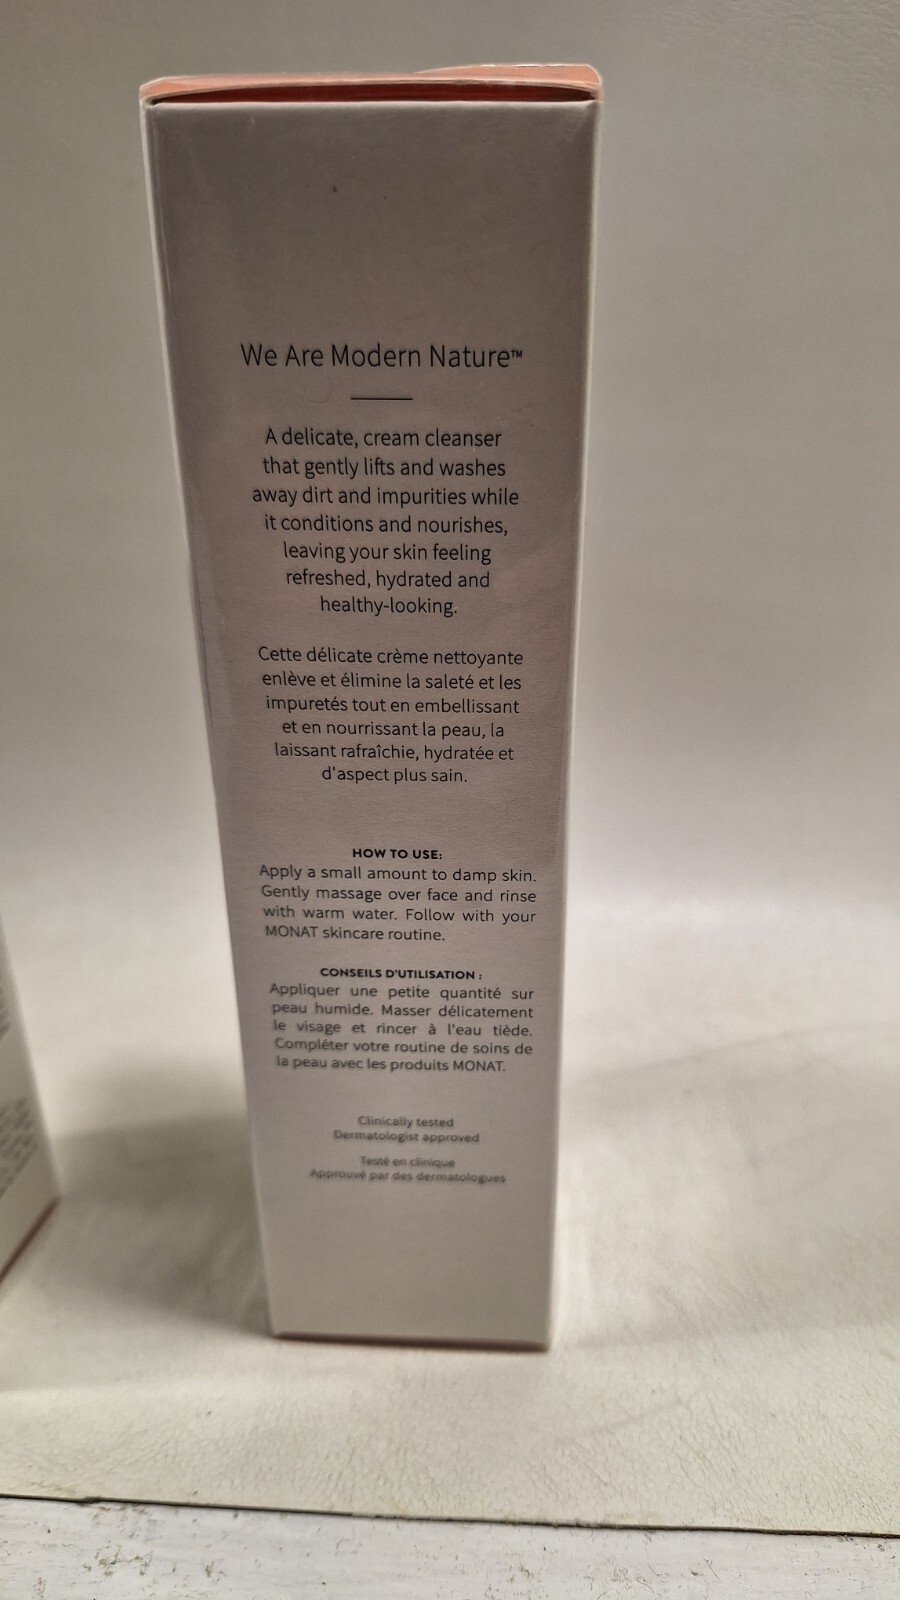 We Are Modern Nature™
A delicate, cream cleanser
that gently lifts and washes
away dirt and impurities while
it conditions and nourishes,
leaving your skin feeling
refreshed, hydrated and
healthy-looking.
Cette délicate crème nettoyante
enlève et élimine la saleté et les
impuretés tout en embellissant
et en nourrissant la peau, la
laissant rafraîchie, hydratée et
d'aspect plus sain.
HOW TO USE:
Apply a small amount to damp skin.
Gently massage over face and rinse
with warm water. Follow with your
MONAT skincare routine.
CONSEILS D'UTILISATION :
Appliquer une petite quantité sur
peau humide. Masser délicatement
le visage et rincer à l'eau tiède.
Compléter votre routine de soins de
la peau avec les produits MONAT.
Clinically tested
Dermatologist approved
Testé en clinique
Approuvé par des dermatologues